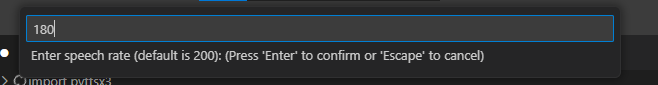 180
Enter speech rate (default is 200): (Press 'Enter' to confirm or 'Escape' to cancel)
import pyttsx3